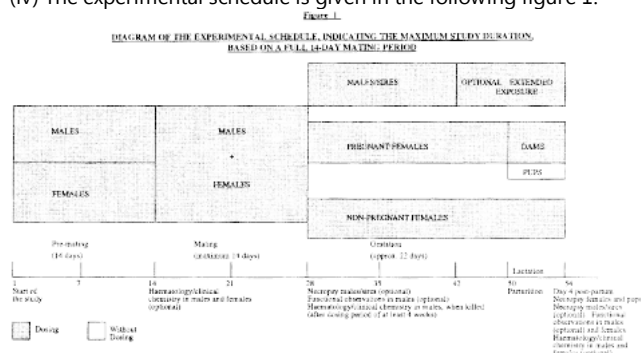 (iv) The experimental schedule is given in the following figure 1:
Figure 1
DIAGRAM OF THE EXPERIMENTAL SCHEDULE, INDICATING THE MAXIMUM STUDY DURATION,
BASED ON A FULL 14-DAY MATING PERIOD
MALES/SIRES
OPTIONAL EXTENDED
EXPOSURE
MALES
MALES
+
FEMALES
FEMALES
PREGNANT FEMALES
DAMS
PUPS
NON-PREGNANT FEMALES
Pre-mating
(14 days)
Mating
(maximum 14 days)
Gestation
(approx. 22 days)
Lactation
1
7
14
21
28
35
42
50
54
Start of
the study
Haematology/clinical
chemistry in males and females
(optional)
Necropsy males/sires (optional)
Functional observations in males (optional)
Haematology/clinical chemistry in males, when killed
(after dosing period of at least 4 weeks)
Parturition
Day 4 post-partum
Necropsy females and pups
Necropsy males/sires
(optional) Functional
observations in males
(optional) and females
Haematology/clinical
chemistry in males and
females (optional)
Dosing
Without
Dosing